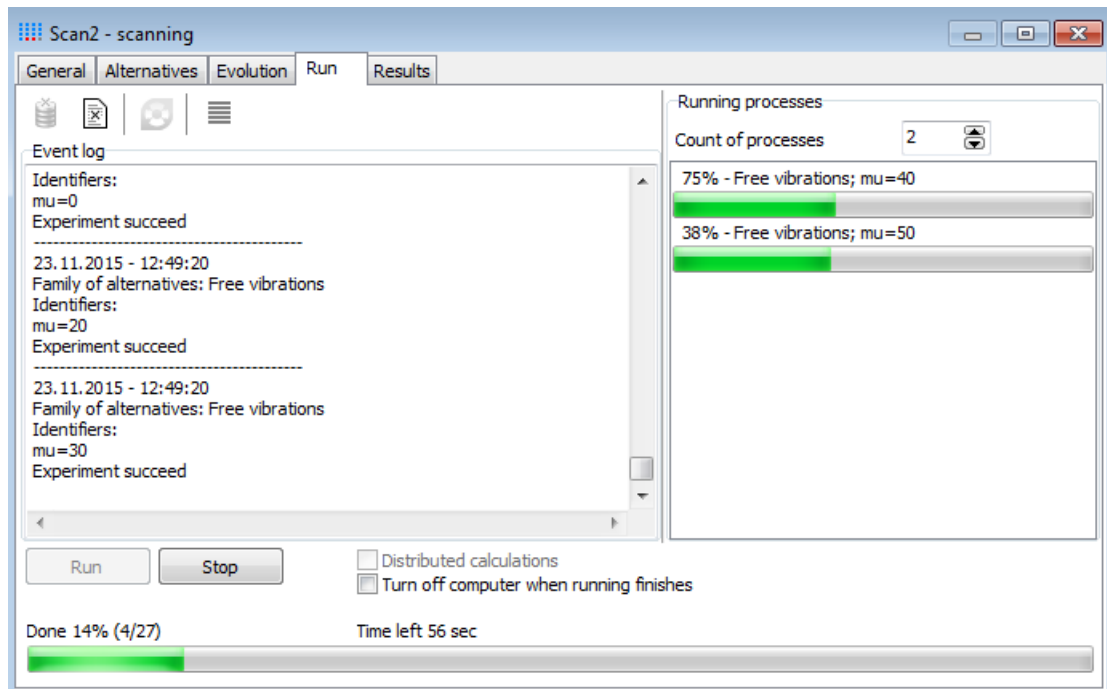 Scan2 - scanning
General Alternatives Evolution Run Results
Event log
Identifiers:
mu=0
Experiment succeed
------------------------------------------
23.11.2015 - 12:49:20
Family of alternatives: Free vibrations
Identifiers:
mu=20
Experiment succeed
------------------------------------------
23.11.2015 - 12:49:20
Family of alternatives: Free vibrations
Identifiers:
mu=30
Experiment succeed
Running processes
Count of processes 2
75% - Free vibrations; mu=40
38% - Free vibrations; mu=50
Run Stop
Distributed calculations
Turn off computer when running finishes
Done 14% (4/27) Time left 56 sec